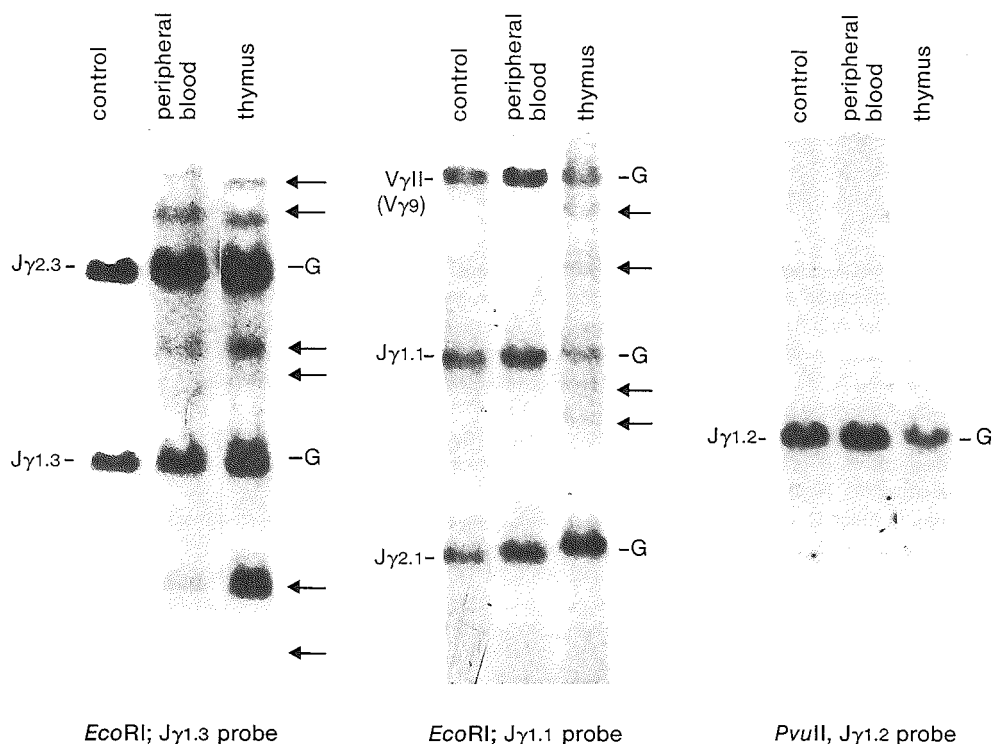 control
peripheral
blood
thymus
Jγ2.3-
-G
Jγ1.3-
-G
EcoRI; Jγ1.3 probe
control
peripheral
blood
thymus
VγII-
(Vγ9)
-G
Jγ1.1-
-G
Jγ2.1-
-G
EcoRI; Jγ1.1 probe
control
peripheral
blood
thymus
Jγ1.2-
-G
PvuII, Jγ1.2 probe